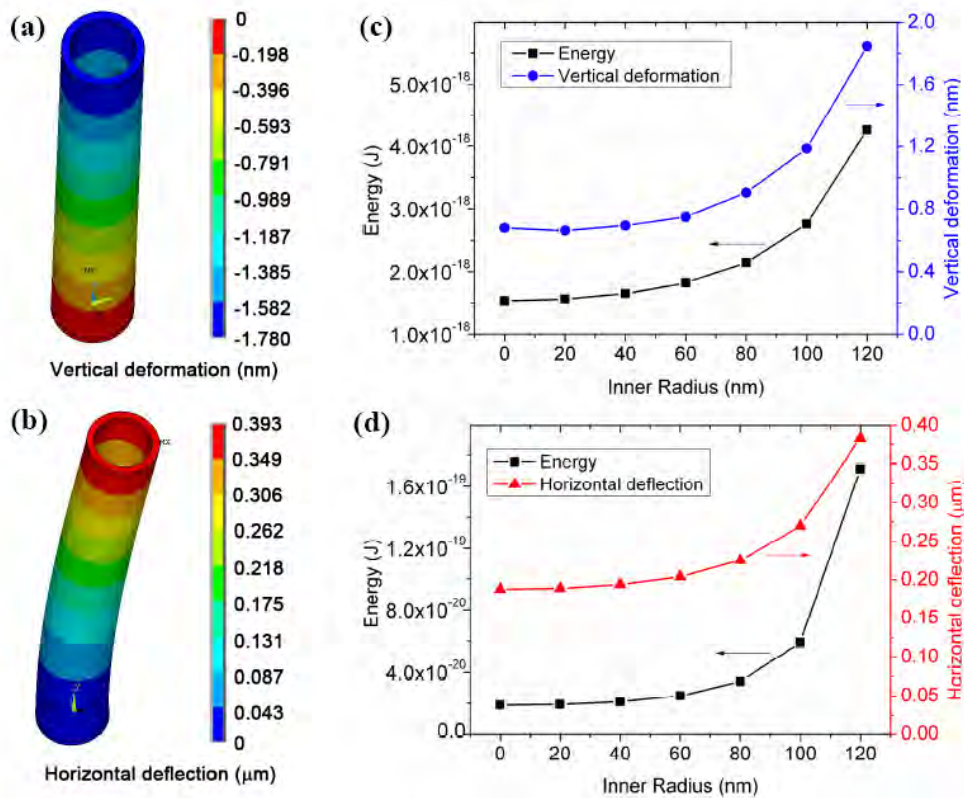 (a)
0
-0.198
-0.396
-0.593
-0.791
-0.989
-1.187
-1.385
-1.582
-1.780
Vertical deformation (nm)
(b)
0.393
0.349
0.306
0.262
0.218
0.175
0.131
0.087
0.043
0
Horizontal deflection (μm)
(c)
Energy
Vertical deformation
5.0x10⁻¹⁸
4.0x10⁻¹⁸
3.0x10⁻¹⁸
2.0x10⁻¹⁸
1.0x10⁻¹⁸
Energy (J)
2.0
1.6
1.2
0.8
0.4
0.0
Vertical deformation (nm)
0 20 40 60 80 100 120
Inner Radius (nm)
(d)
Energy
Horizontal deflection
1.6x10⁻¹⁹
1.2x10⁻¹⁹
8.0x10⁻²⁰
4.0x10⁻²⁰
0.0
Energy (J)
0.40
0.35
0.30
0.25
0.20
0.15
0.10
0.05
0.00
Horizontal deflection (μm)
0 20 40 60 80 100 120
Inner Radius (nm)